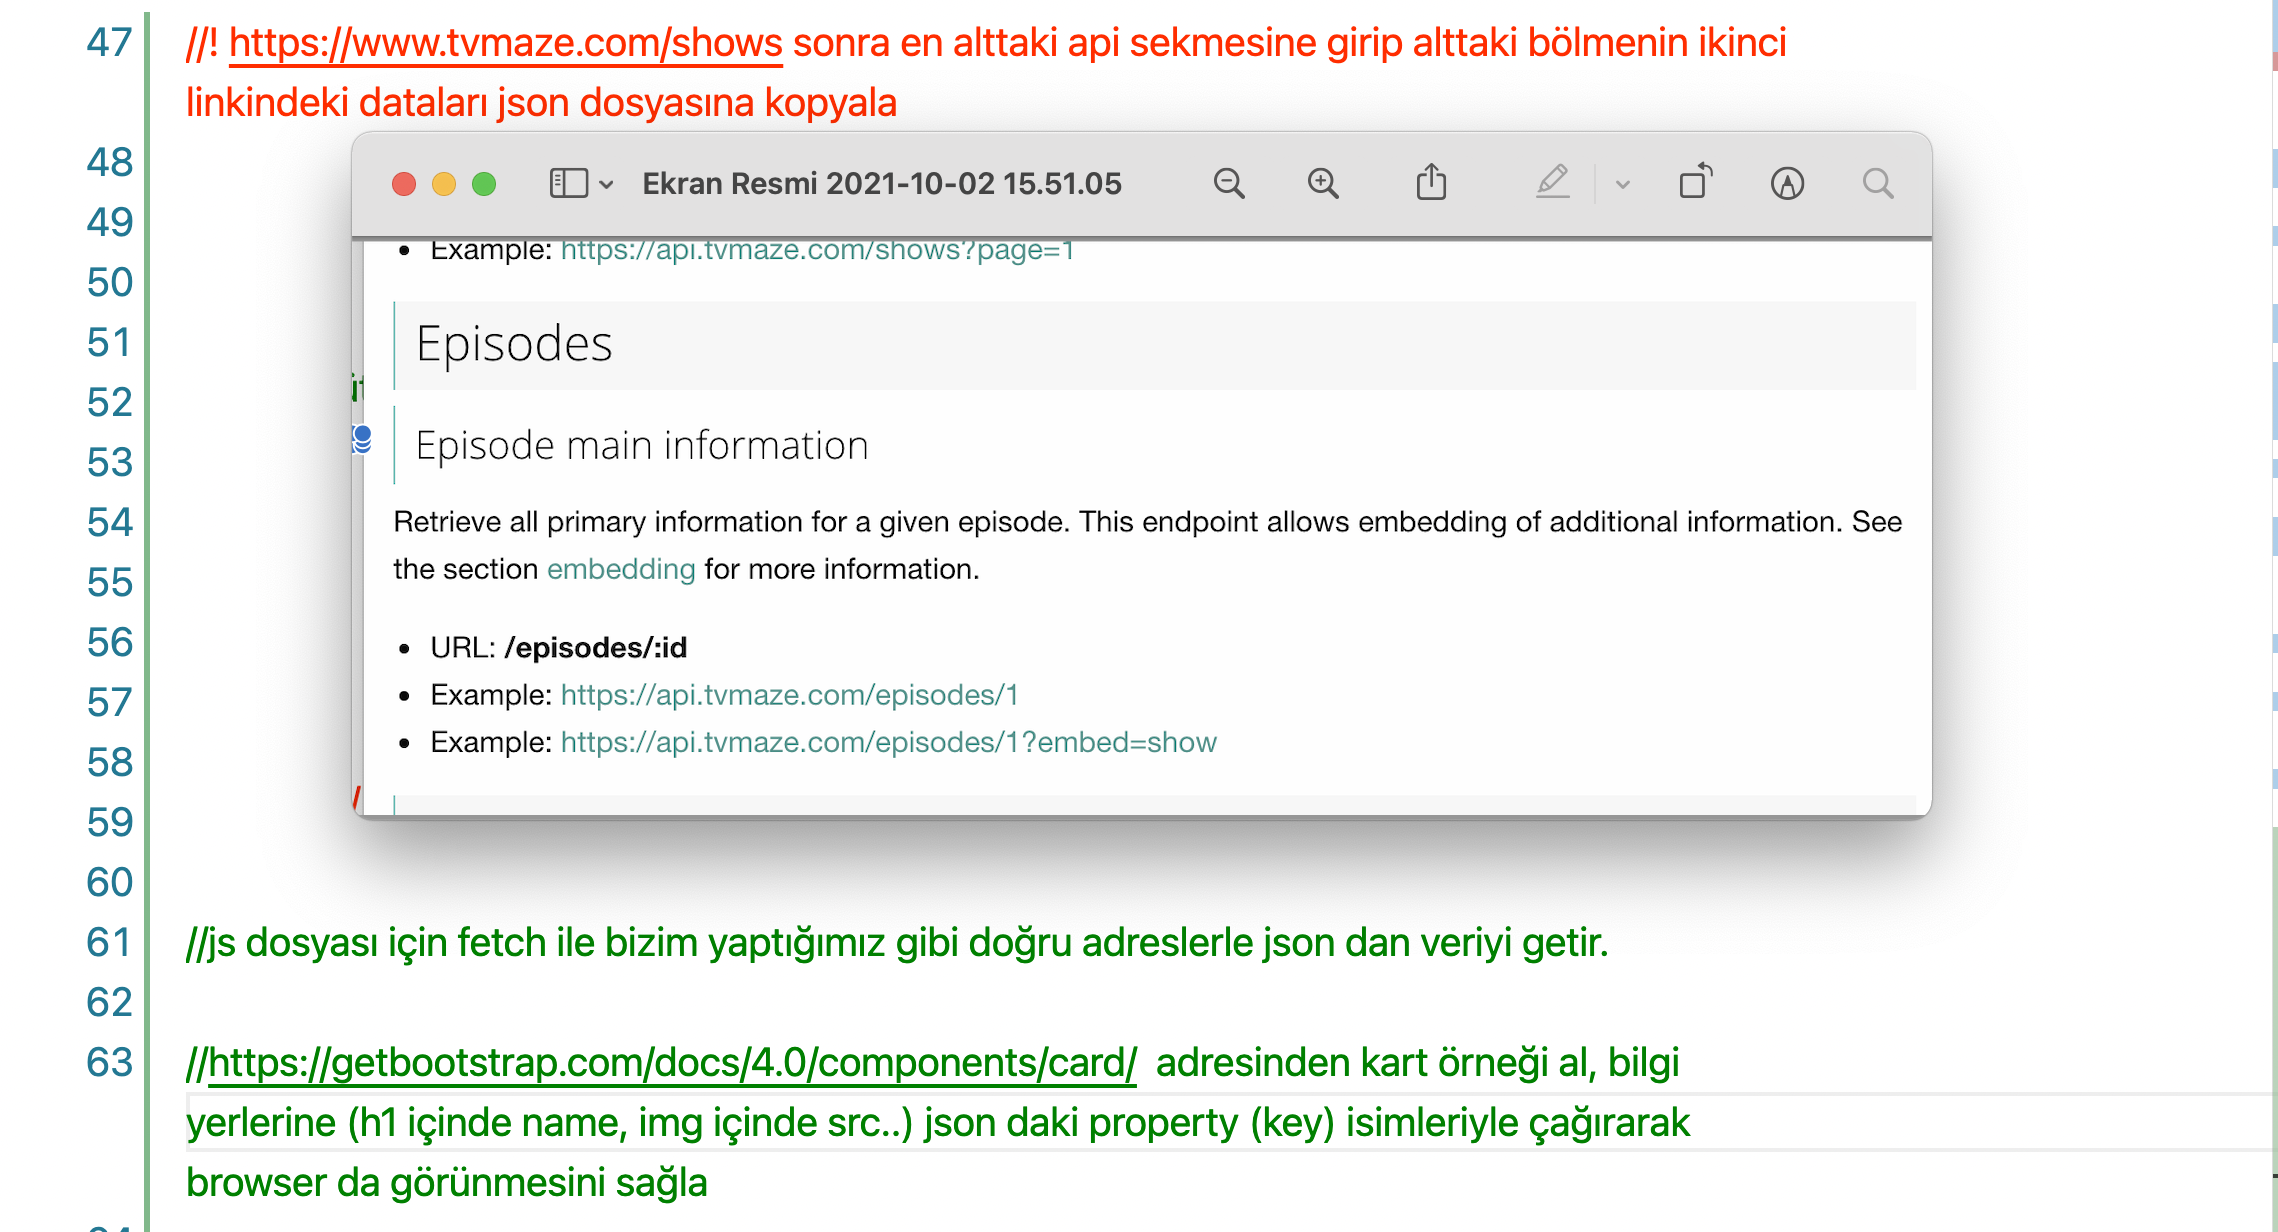 47 //! https://www.tvmaze.com/shows sonra en alttaki api sekmesine girip alttaki bölmenin ikinci
linkindeki dataları json dosyasına kopyala
48
Ekran Resmi 2021-10-02 15.51.05
49
• Example: https://api.tvmaze.com/shows?page=1
50
51
Episodes
52
53
Episode main information
54
Retrieve all primary information for a given episode. This endpoint allows embedding of additional information. See
55
the section embedding for more information.
56
• URL: /episodes/:id
57
• Example: https://api.tvmaze.com/episodes/1
58
• Example: https://api.tvmaze.com/episodes/1?embed=show
59
60
61 //js dosyası için fetch ile bizim yaptığımız gibi doğru adreslerle json dan veriyi getir.
62
63 //https://getbootstrap.com/docs/4.0/components/card/ adresinden kart örneği al, bilgi
yerlerine (h1 içinde name, img içinde src..) json daki property (key) isimleriyle çağırarak
browser da görünmesini sağla